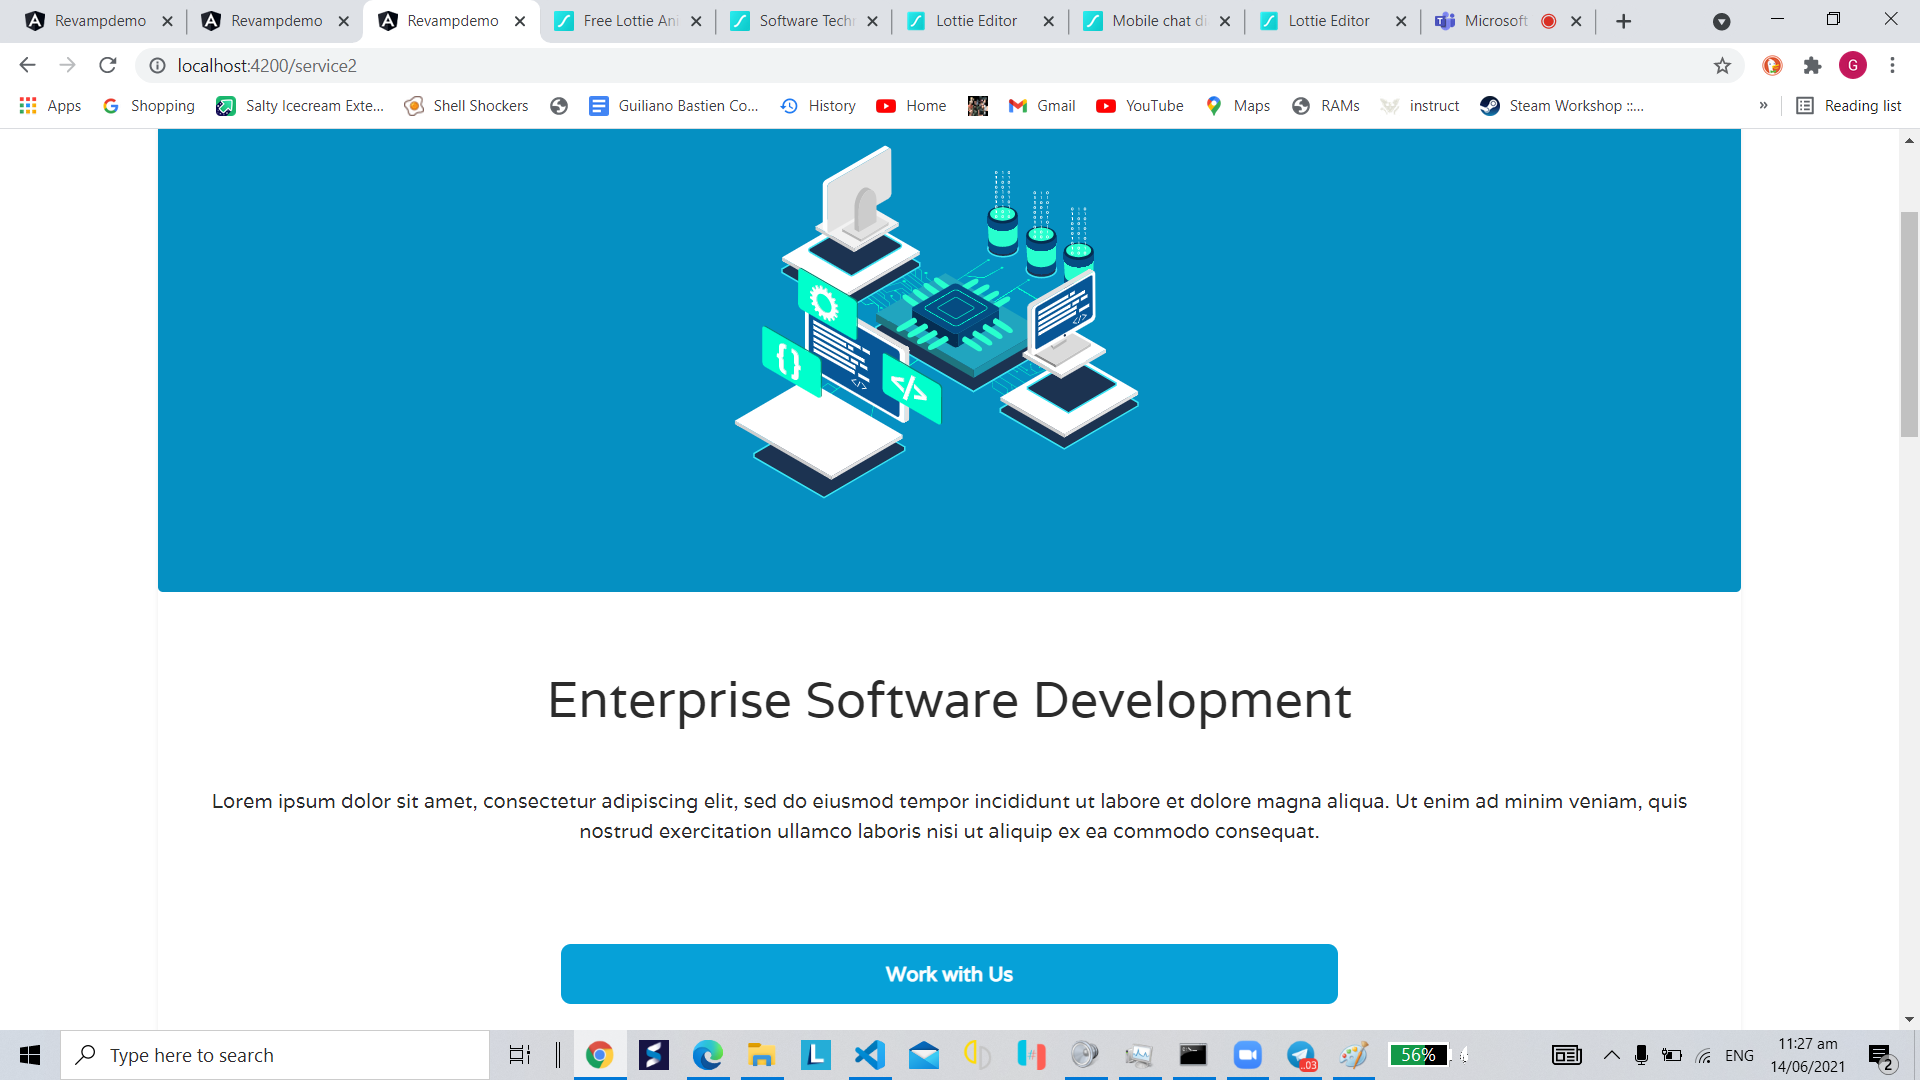 Revampdemo
Revampdemo
Revampdemo
Free Lottie Ani
Software Techn
Lottie Editor
Mobile chat di
Lottie Editor
Microsoft
G
localhost:4200/service2
Apps
Shopping
Salty Icecream Exte...
Shell Shockers
Guiliano Bastien Co...
History
Home
Gmail
YouTube
Maps
RAMs
instruct
Steam Workshop ::...
»
Reading list
{}
</>
</>
</>
Enterprise Software Development
Lorem ipsum dolor sit amet, consectetur adipiscing elit, sed do eiusmod tempor incididunt ut labore et dolore magna aliqua. Ut enim ad minim veniam, quis
nostrud exercitation ullamco laboris nisi ut aliquip ex ea commodo consequat.
Work with Us
Type here to search
56%
ENG
11:27 am
14/06/2021
2